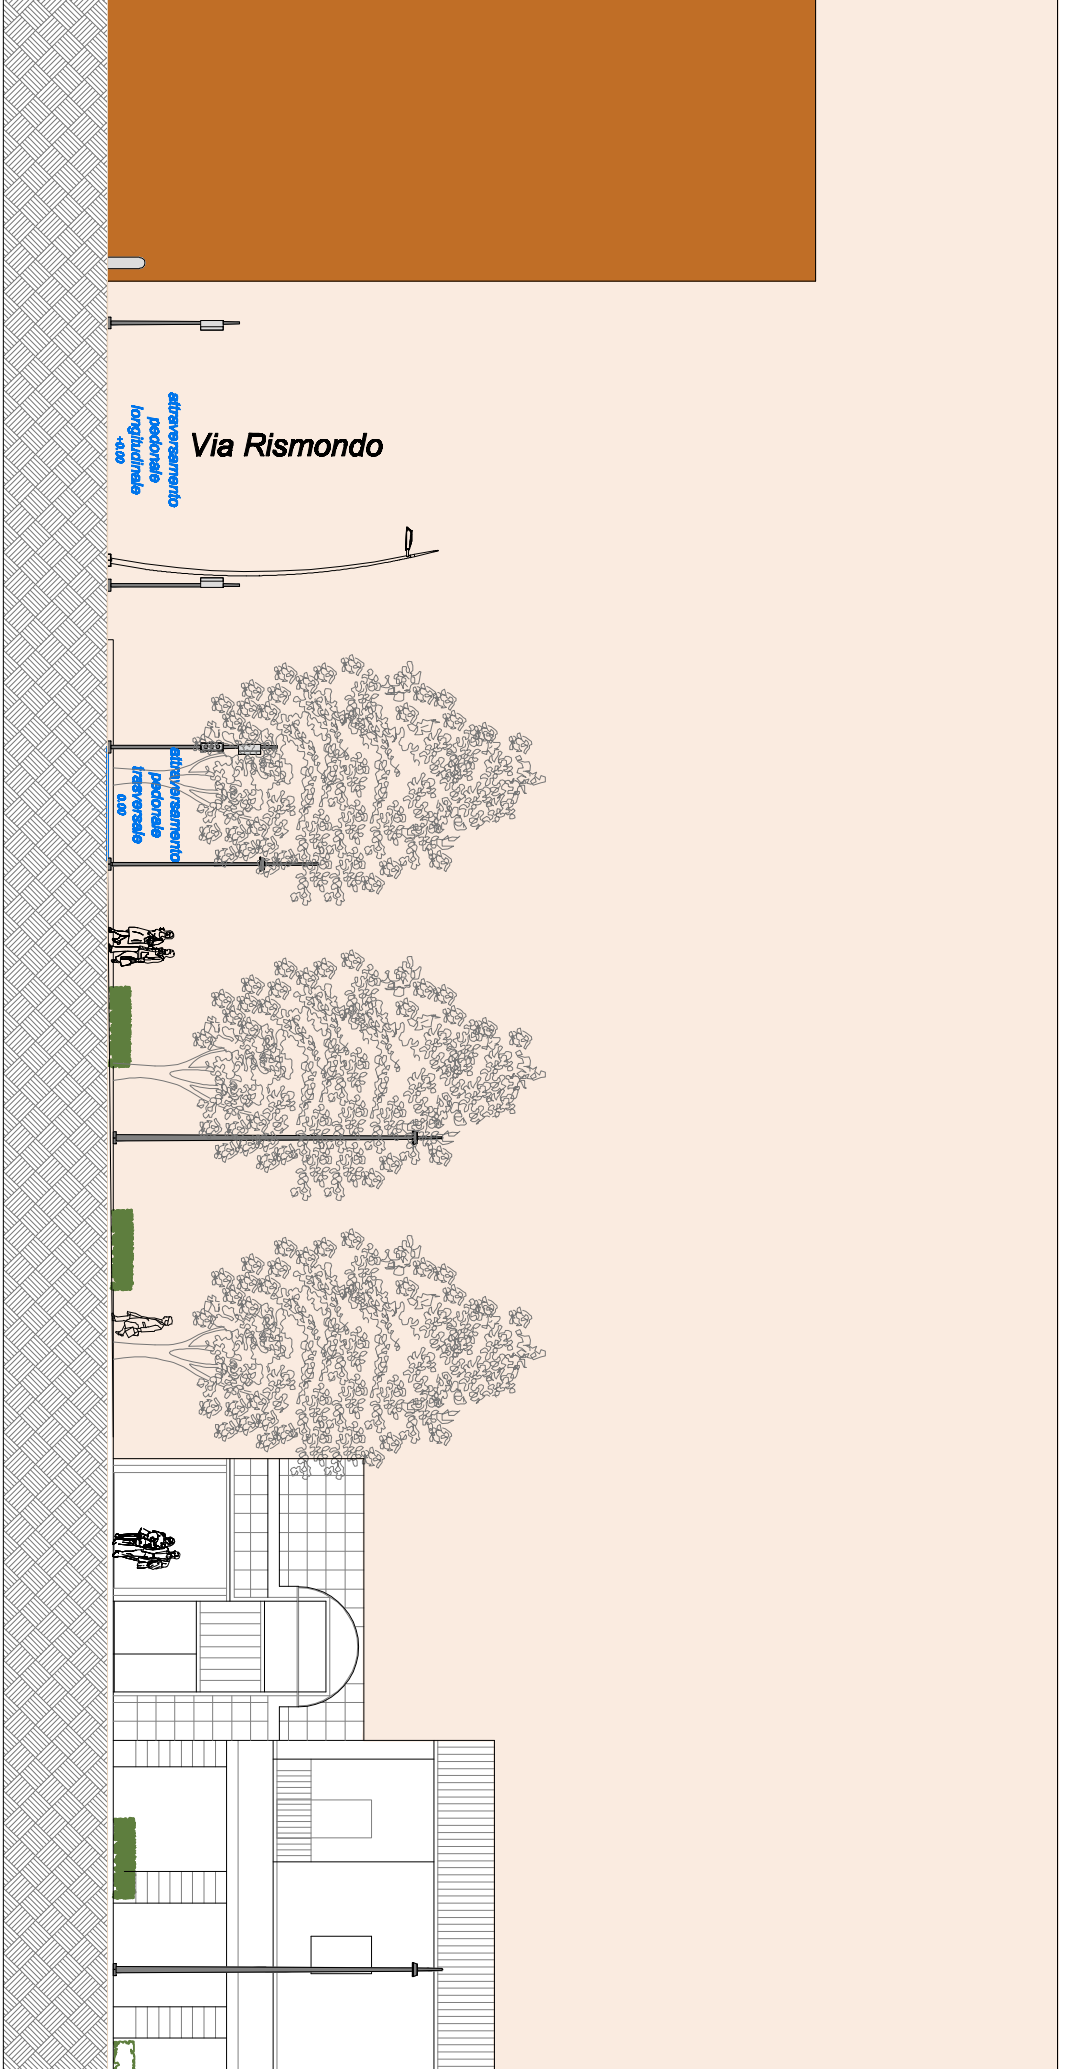 attraversamento
pedonale
longitudinale
+0.00
Via Rismondo
attraversamento
pedonale
trasversale
0.00